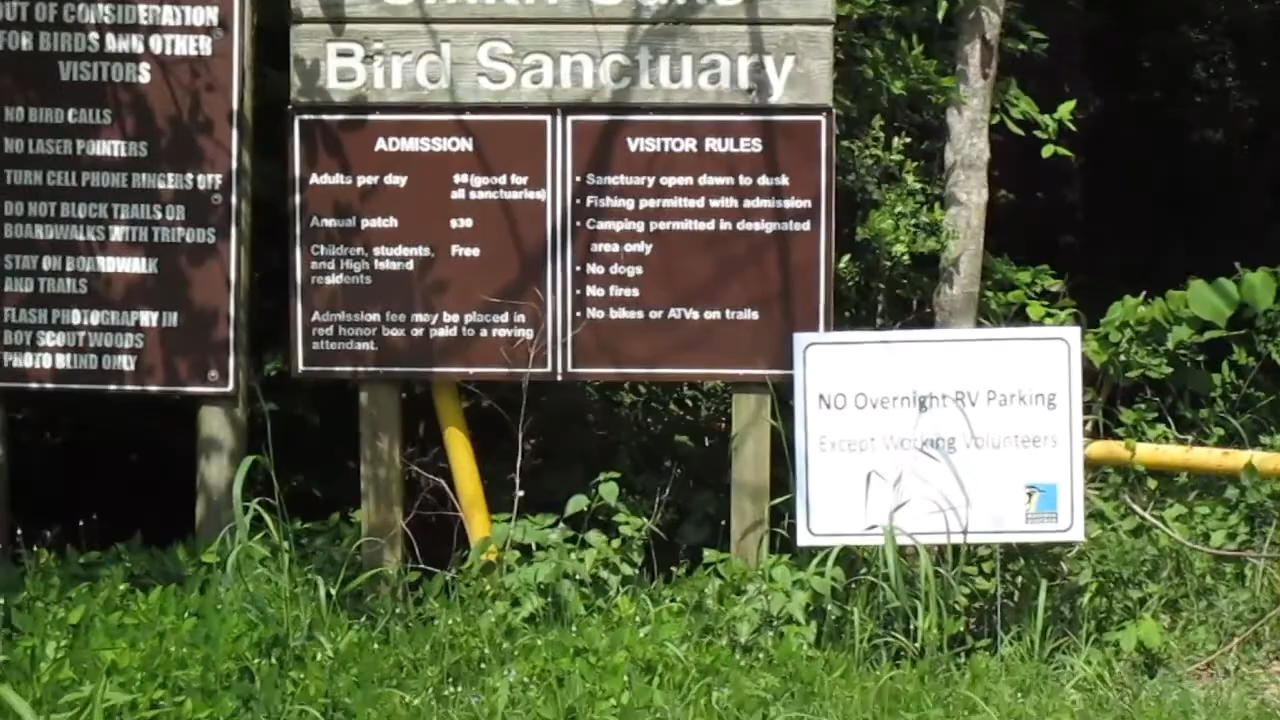 OUT OF CONSIDERATION
FOR BIRDS AND OTHER
VISITORS
NO BIRD CALLS
NO LASER POINTERS
TURN CELL PHONE RINGERS OFF
DO NOT BLOCK TRAILS OR
BOARDWALKS WITH TRIPODS
STAY ON BOARDWALK
AND TRAILS
FLASH PHOTOGRAPHY IN
BOY SCOUT WOODS
PHOTO BLIND ONLY
Bird Sanctuary
ADMISSION
Adults per day (good for
all sanctuaries)
Annual patch $30
Children, students, Free
and High Island
residents
Admission fee may be placed in
red honor box or paid to a roving
attendant.
VISITOR RULES
• Sanctuary open dawn to dusk
• Fishing permitted with admission
• Camping permitted in designated
area only
• No dogs
• No fires
• No bikes or ATVs on trails
NO Overnight RV Parking
Except Working Volunteers